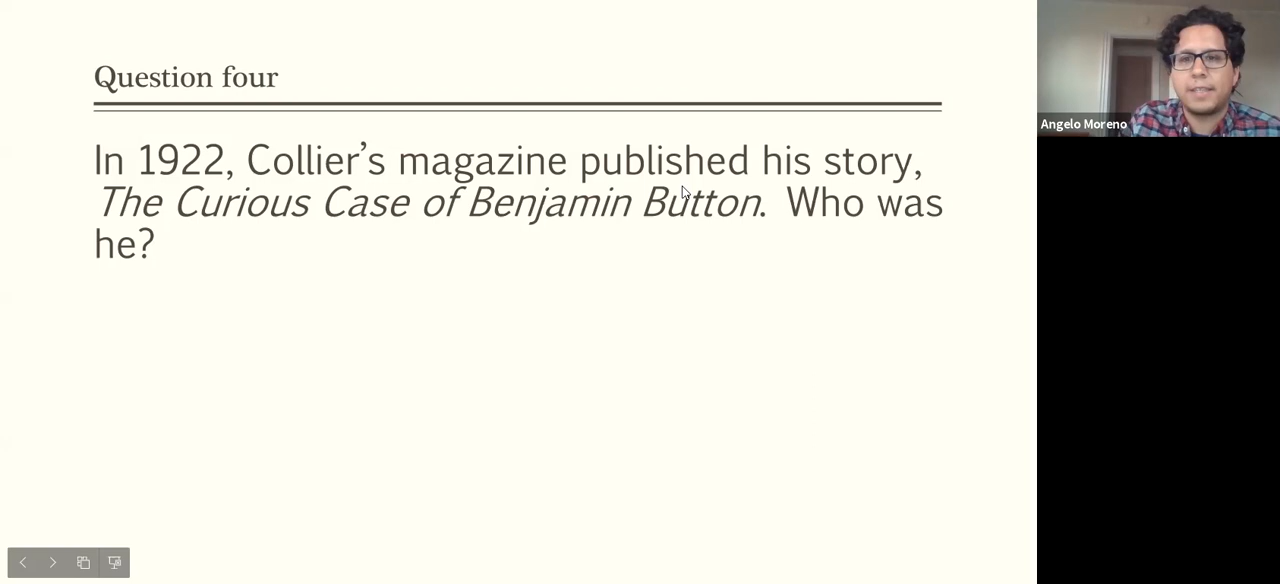 Question four
In 1922, Collier’s magazine published his story,
The Curious Case of Benjamin Button. Who was
he?
Angelo Moreno